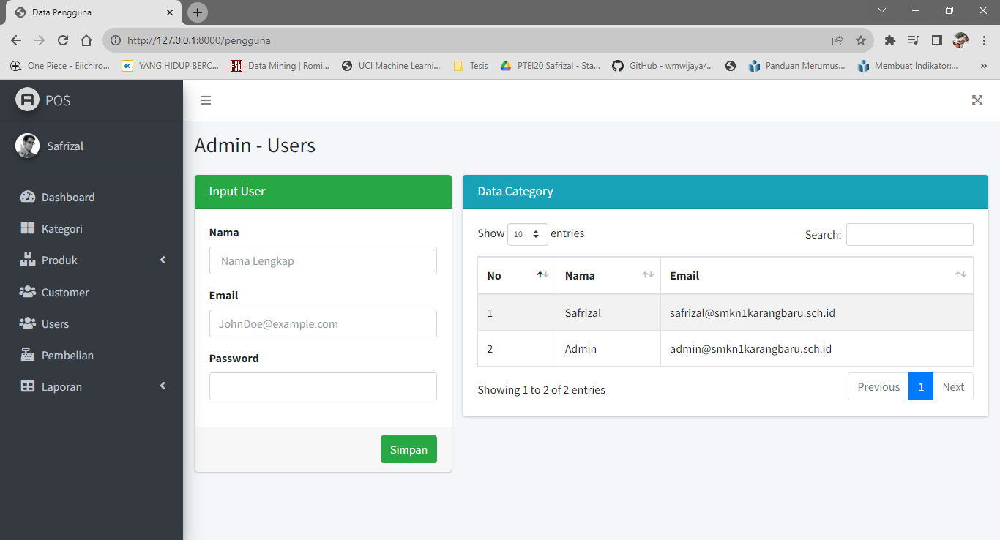 Data Pengguna
http://127.0.0.1:8000/pengguna
One Piece - Eiichiro... YANG HIDUP BERC... Data Mining | Romi... UCI Machine Learni... Tesis PTEI20 Safrizal - Sta... GitHub - wmwijaya/... Panduan Merumus... Membuat Indikator:... »
POS
Safrizal
Dashboard
Kategori
Produk
Customer
Users
Pembelian
Laporan
Admin - Users
Input User
Nama
Nama Lengkap
Email
JohnDoe@example.com
Password
Simpan
Data Category
Show 10 entries Search:
No Nama Email
1 Safrizal safrizal@smkn1karangbaru.sch.id
2 Admin admin@smkn1karangbaru.sch.id
Showing 1 to 2 of 2 entries Previous 1 Next